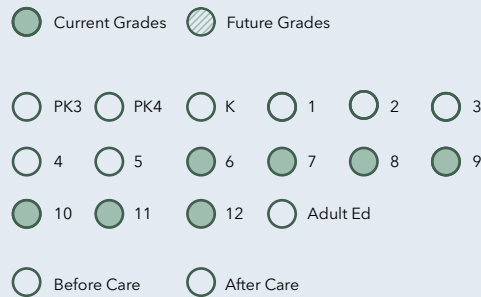 Current Grades Future Grades
PK3 PK4 K 1 2 3
4 5 6 7 8 9
10 11 12 Adult Ed
Before Care After Care